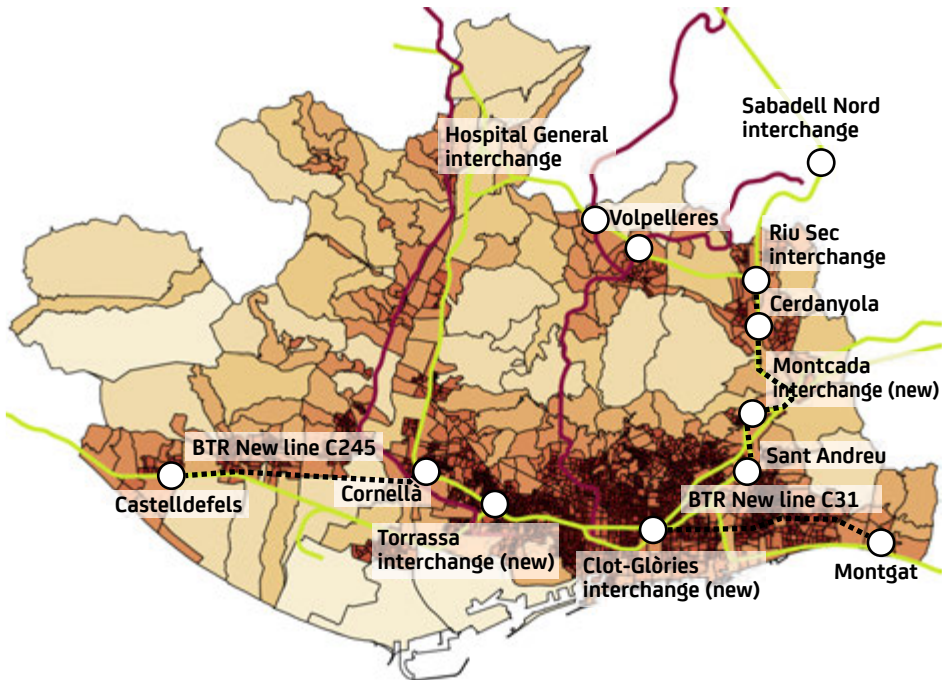 Sabadell Nord
interchange
Hospital General
interchange
Volpelleres
Riu Sec
interchange
Cerdanyola
Montcada
interchange (new)
BTR New line C245
Sant Andreu
Castelldefels
Cornellà
BTR New line C31
Torrassa
interchange (new)
Clot-Glòries
interchange (new)
Montgat